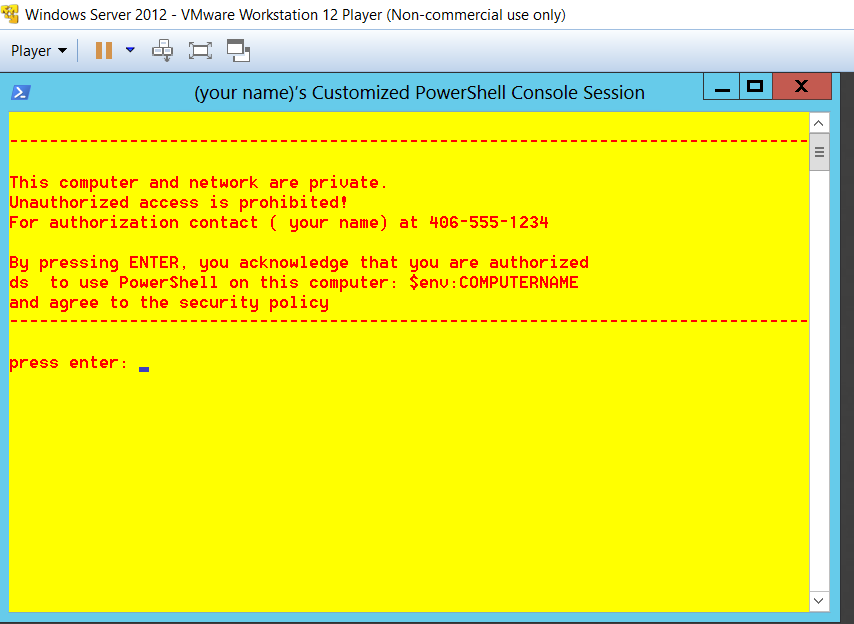 Windows Server 2012 - VMware Workstation 12 Player (Non-commercial use only)
Player
(your name)'s Customized PowerShell Console Session
--------------------------------------------------------------------------------
This computer and network are private.
Unauthorized access is prohibited!
For authorization contact ( your name) at 406-555-1234
By pressing ENTER, you acknowledge that you are authorized
ds  to use PowerShell on this computer: $env:COMPUTERNAME
and agree to the security policy
--------------------------------------------------------------------------------
press enter: